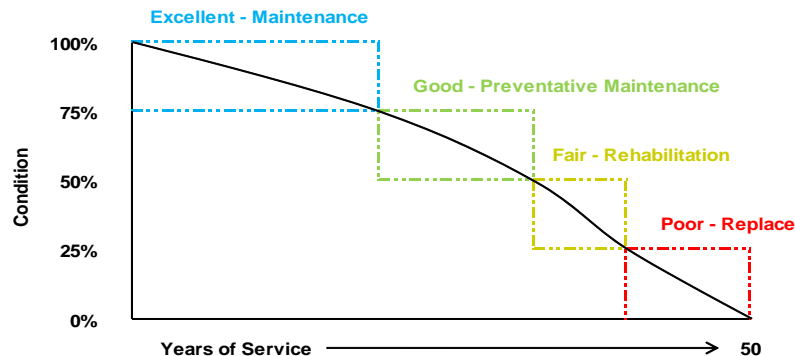 Excellent - Maintenance
100%
Good - Preventative Maintenance
75%
Fair - Rehabilitation
50%
Condition
Poor - Replace
25%
0%
Years of Service
50